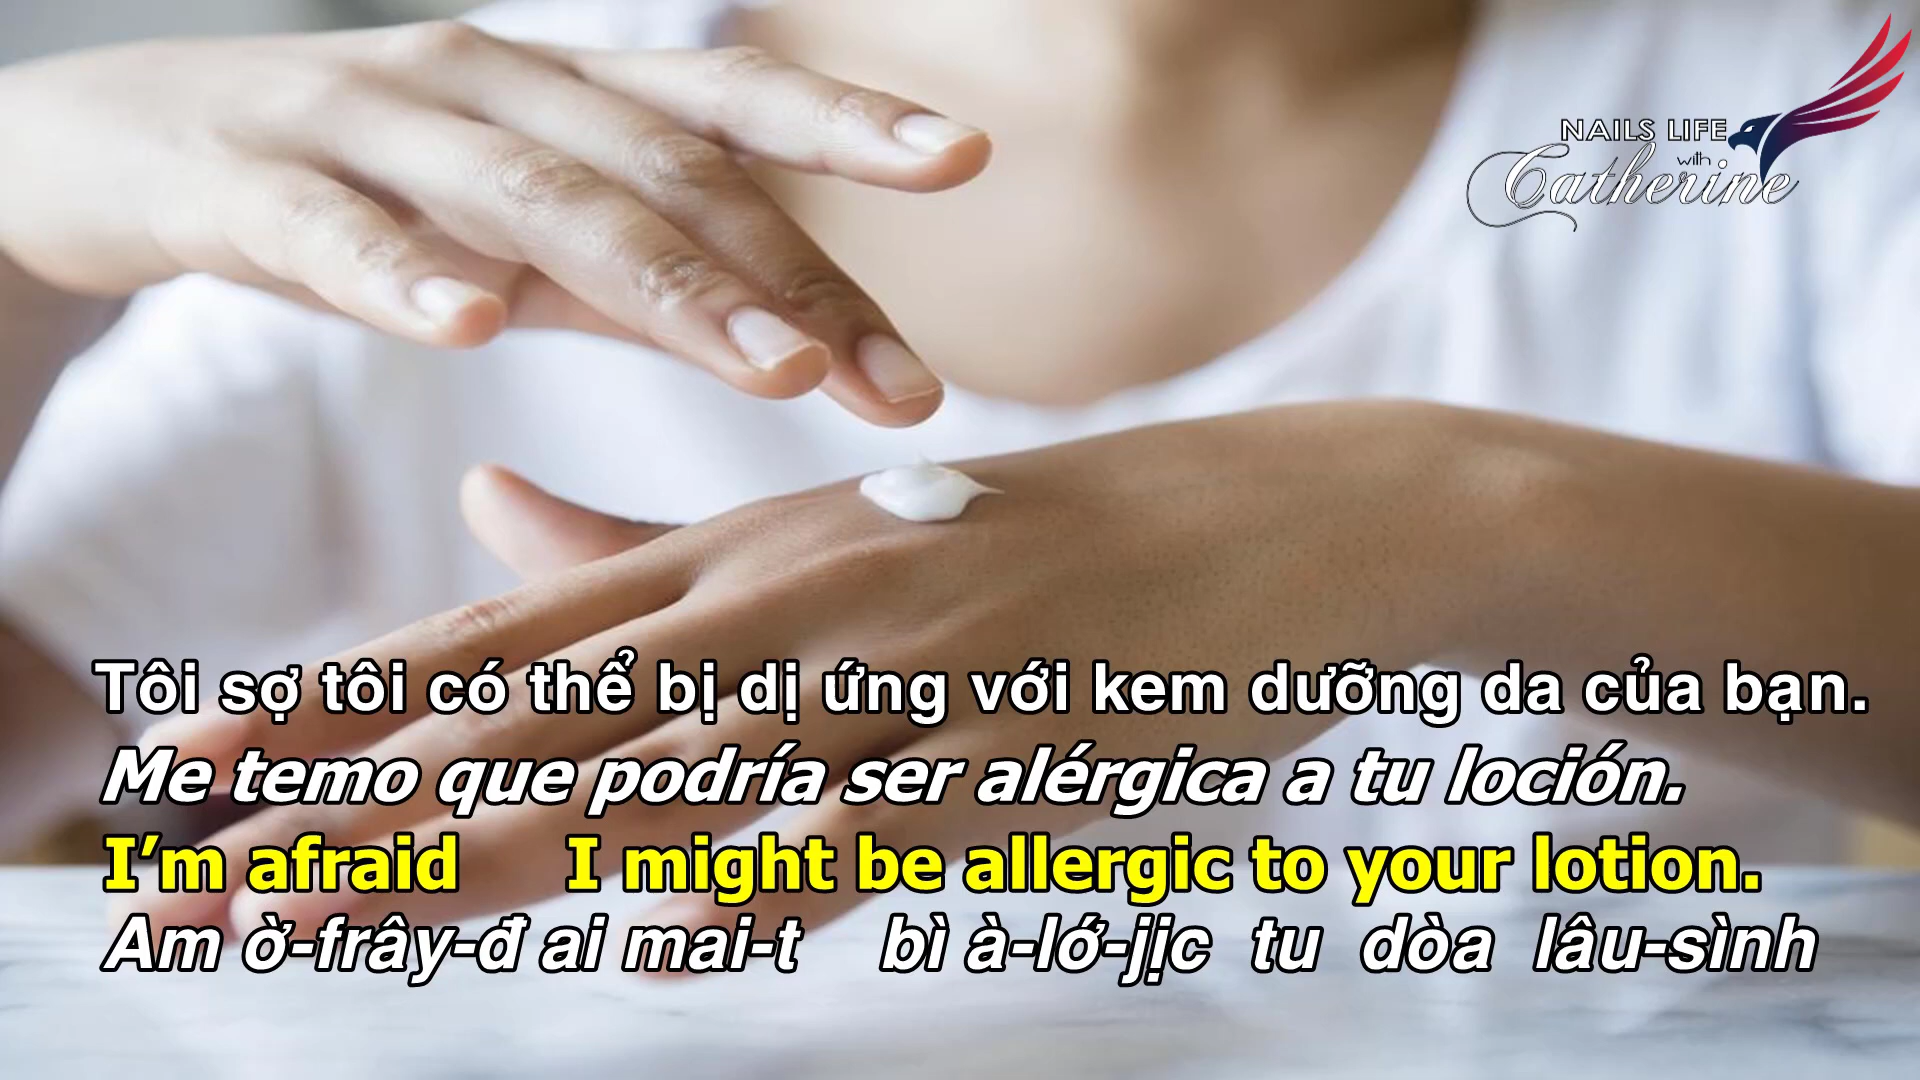 NAILS LIFE
with
Catherine
Tôi sợ tôi có thể bị dị ứng với kem dưỡng da của bạn.
Me temo que podría ser alérgica a tu loción.
I’m afraid I might be allergic to your lotion.
Am ờ-frây-đ ai mai-t bì à-lớ-jịc tu dòa lâu-sình